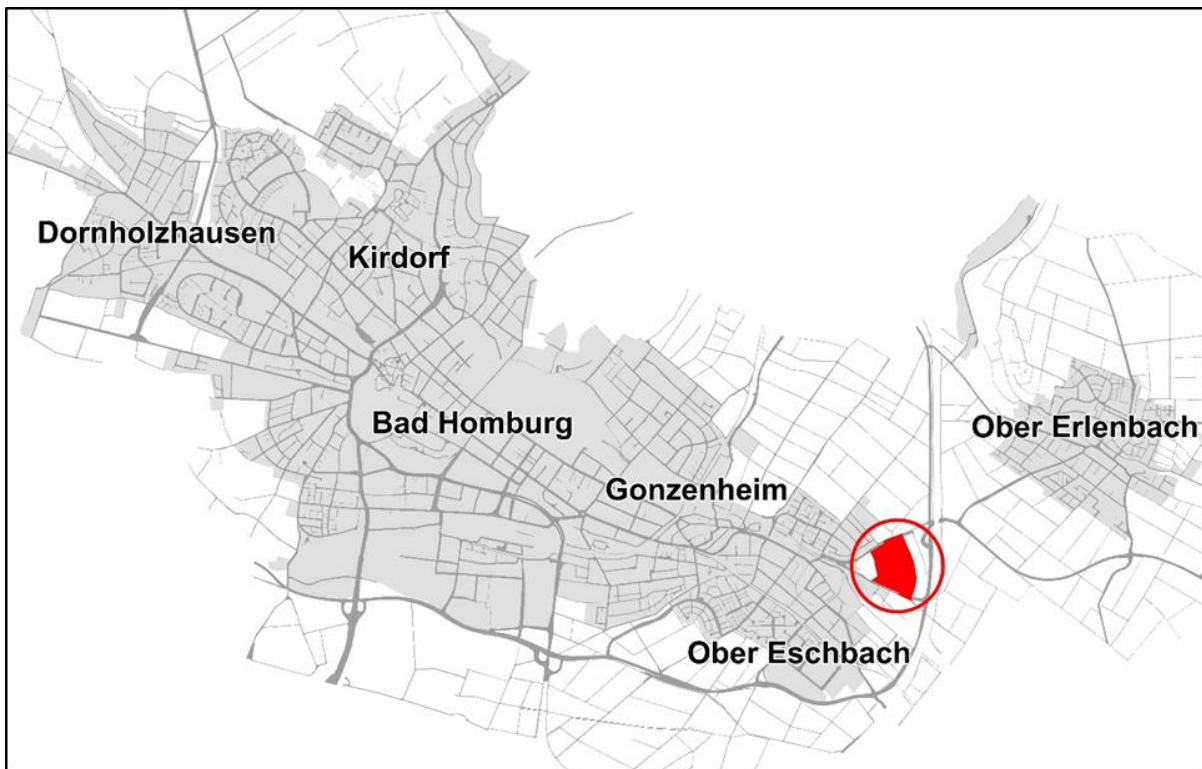 Dornholzhausen
Kirdorf
Bad Homburg
Ober Erlenbach
Gonzenheim
Ober Eschbach